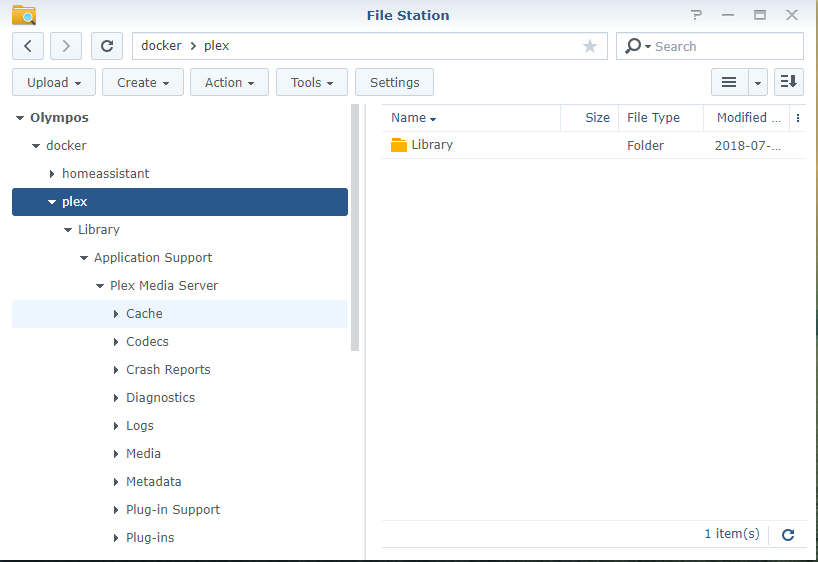 File Station
docker plex
Search
Upload Create Action Tools Settings
Olympos
docker
homeassistant
plex
Library
Application Support
Plex Media Server
Cache
Codecs
Crash Reports
Diagnostics
Logs
Media
Metadata
Plug-in Support
Plug-ins
Name Size File Type Modified ...
Library Folder 2018-07-...
1 item(s)